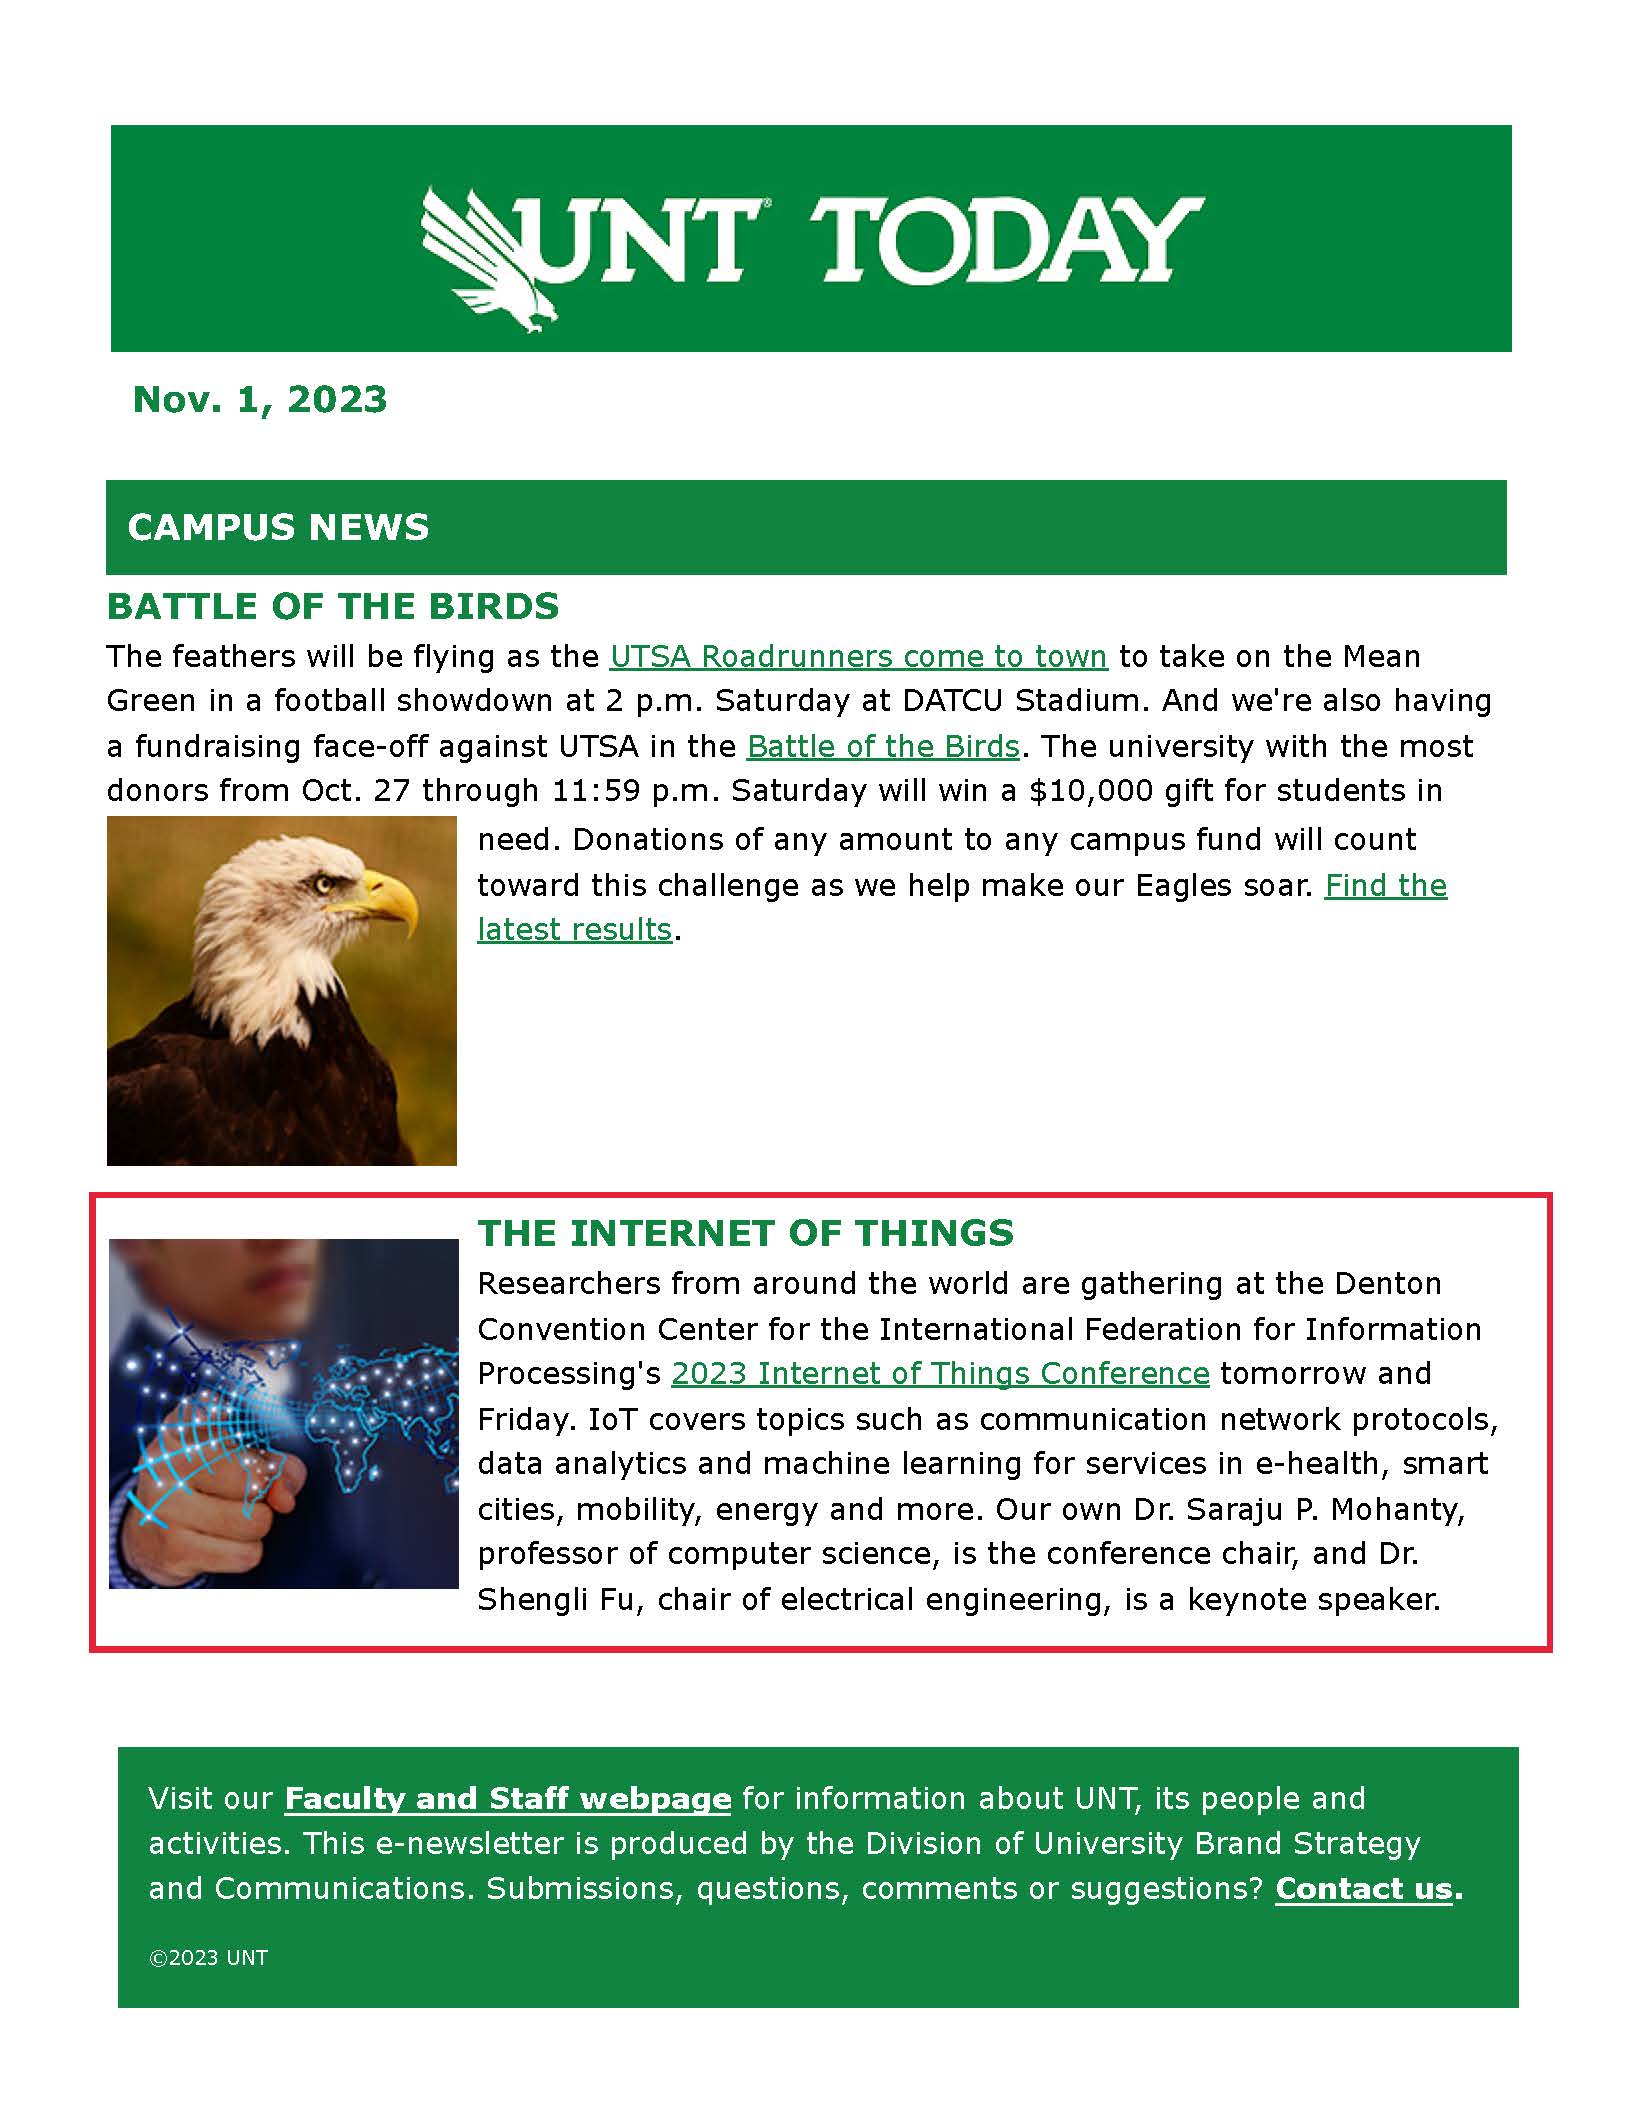 UNT® TODAY
Nov. 1, 2023
CAMPUS NEWS
BATTLE OF THE BIRDS
The feathers will be flying as the UTSA Roadrunners come to town to take on the Mean
Green in a football showdown at 2 p.m. Saturday at DATCU Stadium. And we're also having
a fundraising face-off against UTSA in the Battle of the Birds. The university with the most
donors from Oct. 27 through 11:59 p.m. Saturday will win a $10,000 gift for students in
need. Donations of any amount to any campus fund will count
toward this challenge as we help make our Eagles soar. Find the
latest results.
THE INTERNET OF THINGS
Researchers from around the world are gathering at the Denton
Convention Center for the International Federation for Information
Processing's 2023 Internet of Things Conference tomorrow and
Friday. IoT covers topics such as communication network protocols,
data analytics and machine learning for services in e-health, smart
cities, mobility, energy and more. Our own Dr. Saraju P. Mohanty,
professor of computer science, is the conference chair, and Dr.
Shengli Fu, chair of electrical engineering, is a keynote speaker.
Visit our Faculty and Staff webpage for information about UNT, its people and
activities. This e-newsletter is produced by the Division of University Brand Strategy
and Communications. Submissions, questions, comments or suggestions? Contact us.
©2023 UNT